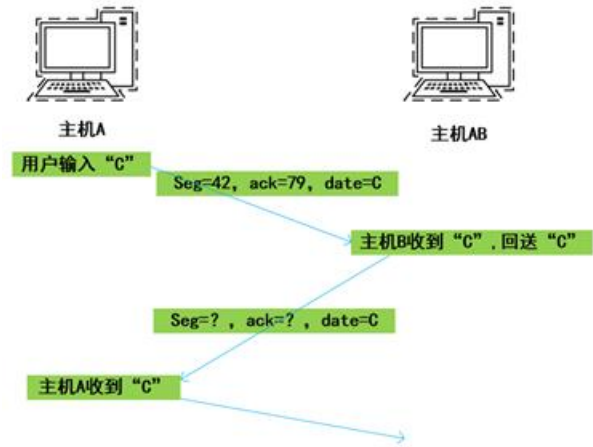 主机A
主机AB
用户输入“C”
Seg=42, ack=79, date=C
主机B收到“C”,回送“C”
Seg=?, ack=?, date=C
主机A收到“C”